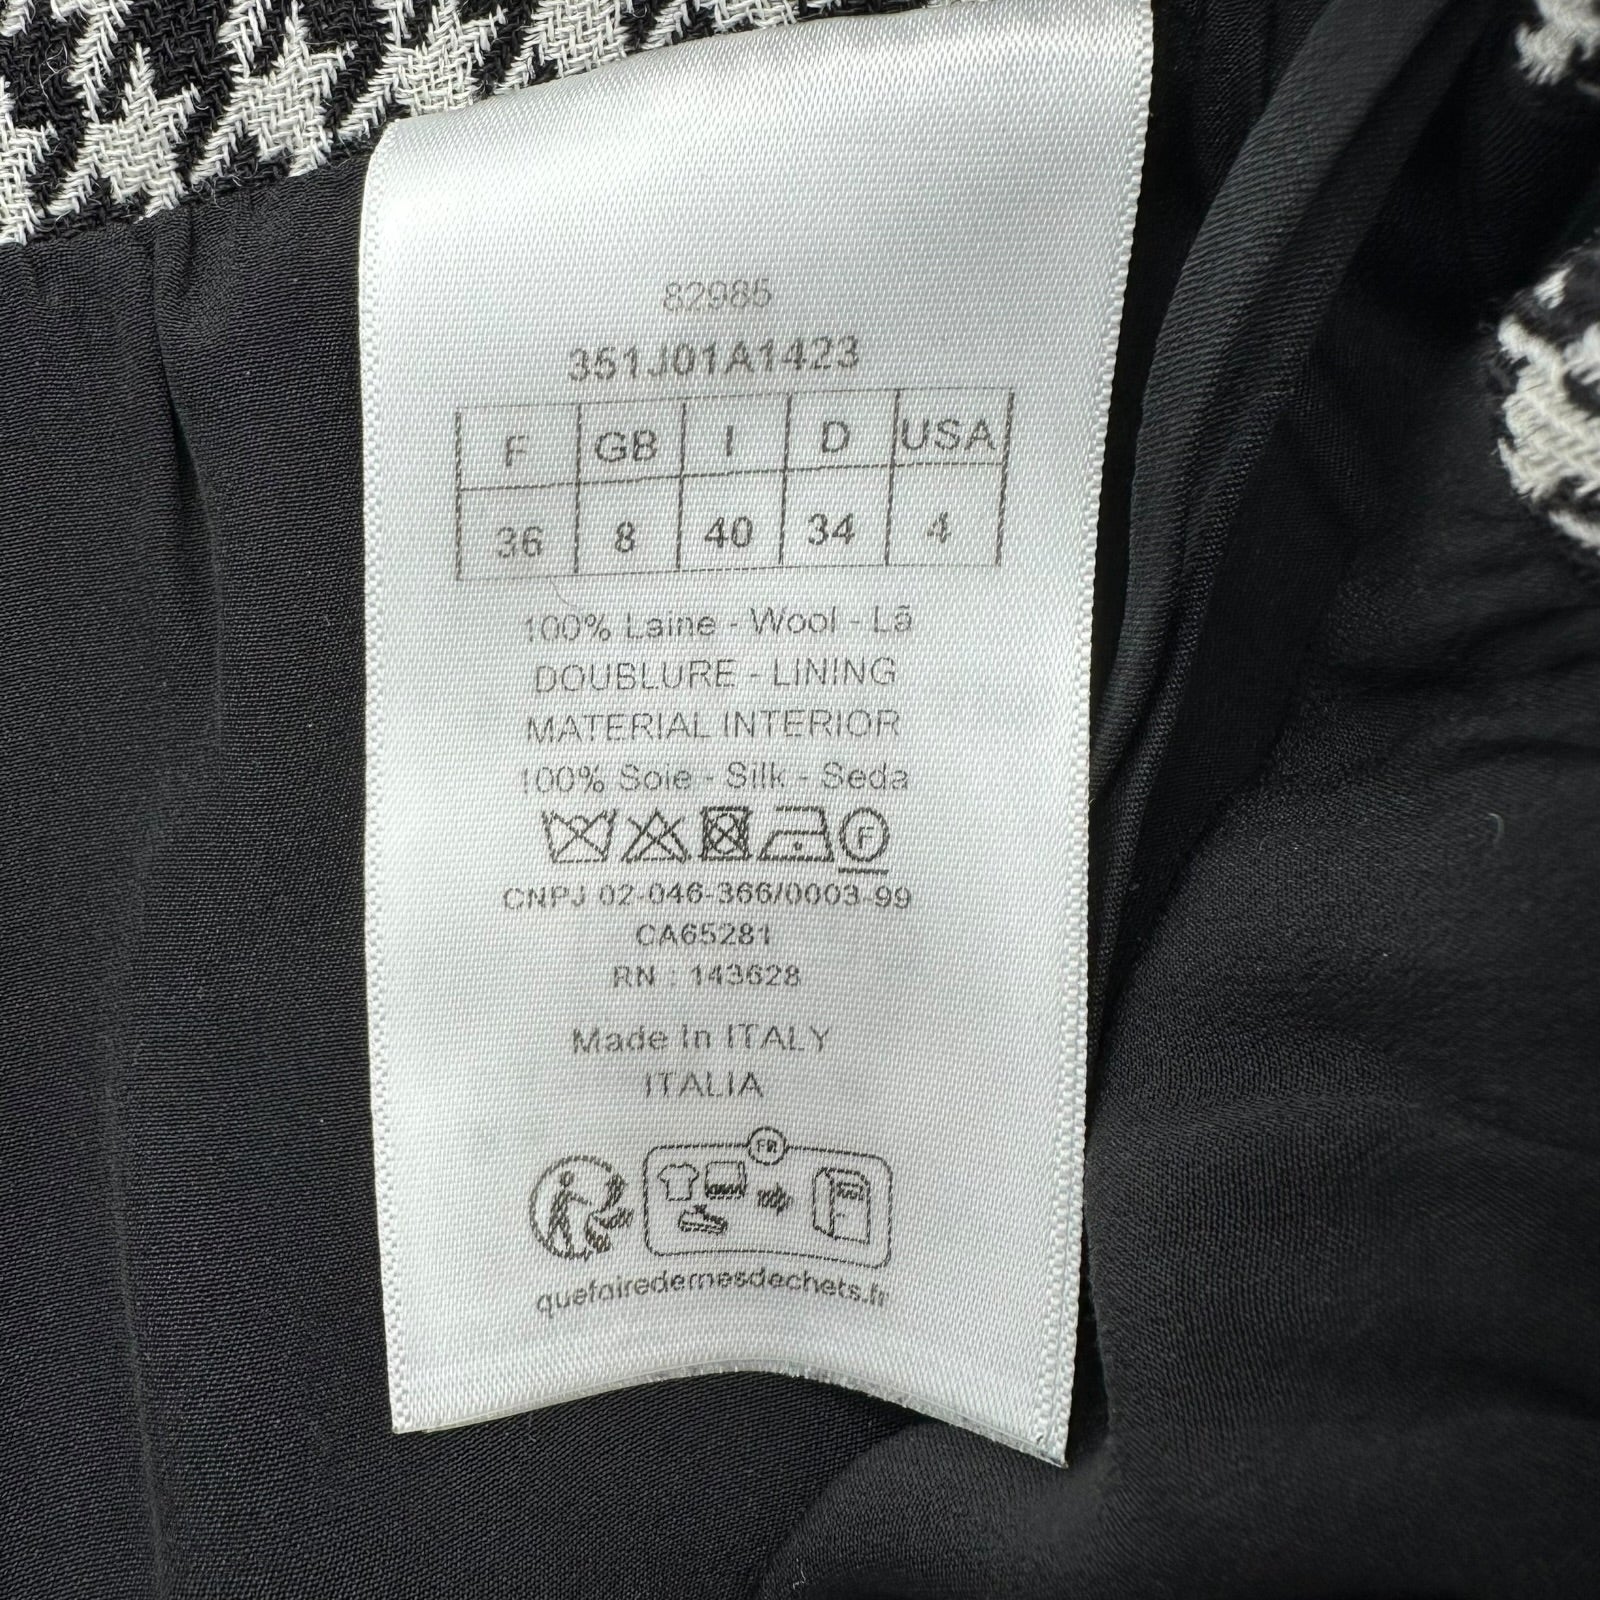 82985
351J01A1423
F GB I D USA
36 8 40 34 4
100% Laine - Wool - Lã
DOUBLURE - LINING
MATERIAL INTERIOR
100% Soie - Silk - Seda
F
CNPJ 02-046-366/0003-99
CA65281
RN : 143628
Made In ITALY
ITALIA
FR
quefairedemesdechets.fr